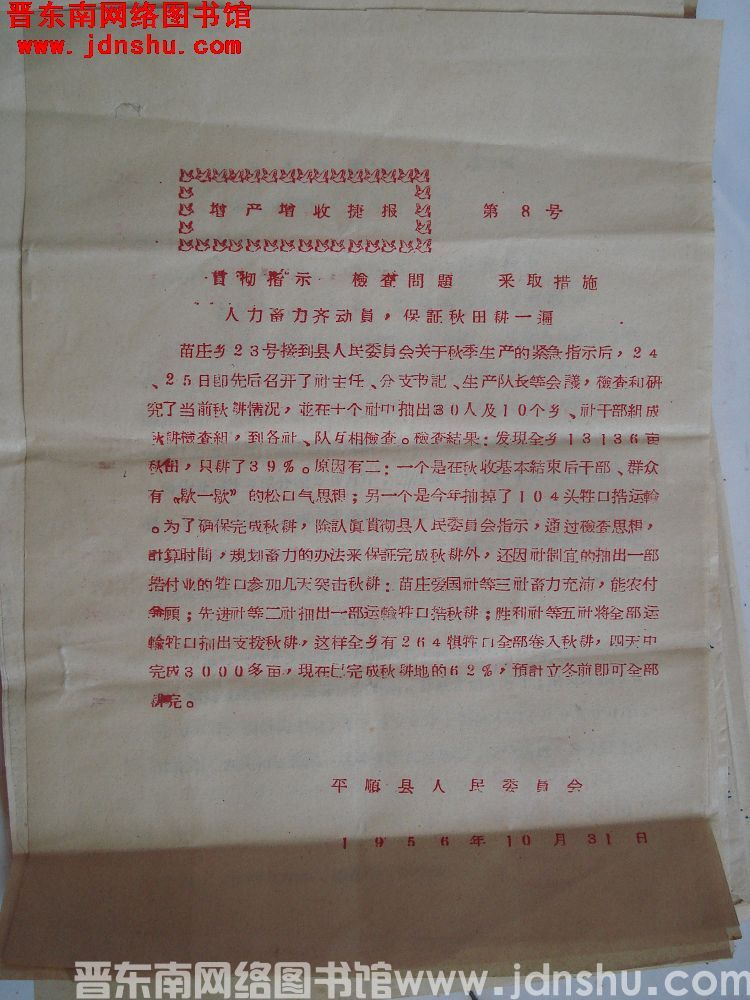 晋东南网络图书馆
www.jdnshu.com
增产增收捷报 第8号
貫彻指示 檢查問題 采取措施
人力畜力齐动員，保証秋田耕一遍
苗庄乡23号接到县人民委員会关于秋季生产的紧急指示后，24
、25日即先后召开了社主任、分支书記、生产队长等会議，檢查和研
究了当前秋耕情况，並在十个社中抽出30人及10个乡、社干部組成
秋耕檢查組，到各社、队互相檢查。檢查結果：发現全乡13136亩
秋田，只耕了39%。原因有二：一个是在秋收基本結束后干部、群众
有“歇一歇”的松口气思想；另一个是今年抽掉了104头牲口搭运輸
。为了确保完成秋耕，除认眞貫彻县人民委員会指示，通过檢查思想，
計算时間，規划畜力的办法来保証完成秋耕外，还因社制宜的抽出一部
搭村业的牲口参加几天突击秋耕：苗庄爱国社等三社畜力充沛，能农村
兼顾；先进社等二社抽出一部运輸牲口搭秋耕；胜利社等五社将全部运
輸牲口抽出支援秋耕，这样全乡有264犋牲口全部卷入秋耕，四天中
完成3000多亩，現在已完成秋耕地的62%，預計立冬前即可全部
耕完。
平順县人民委員会
1956年10月31日
晋东南网络图书馆 www.jdnshu.com